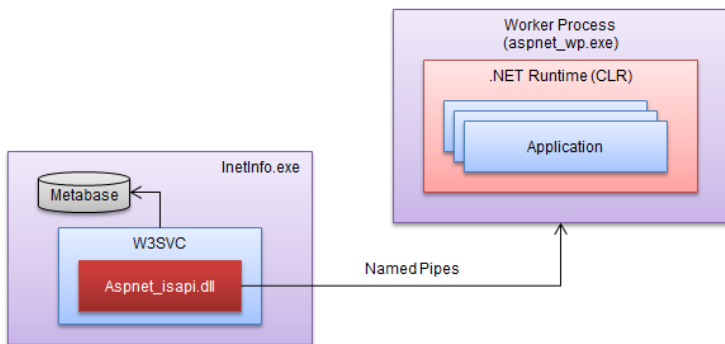 Worker Process
(aspnet_wp.exe)
.NET Runtime (CLR)
Application
InetInfo.exe
Metabase
W3SVC
Aspnet_isapi.dll
Named Pipes